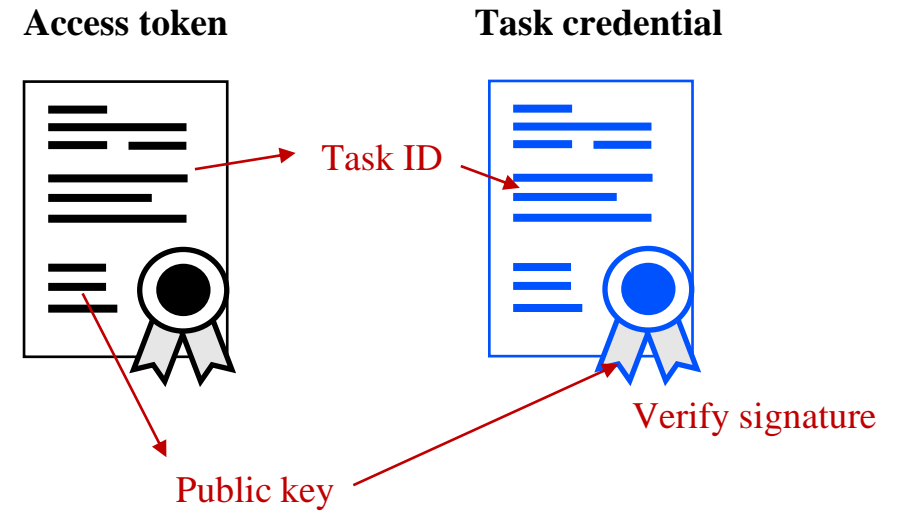 Access token
Task credential
Task ID
Verify signature
Public key